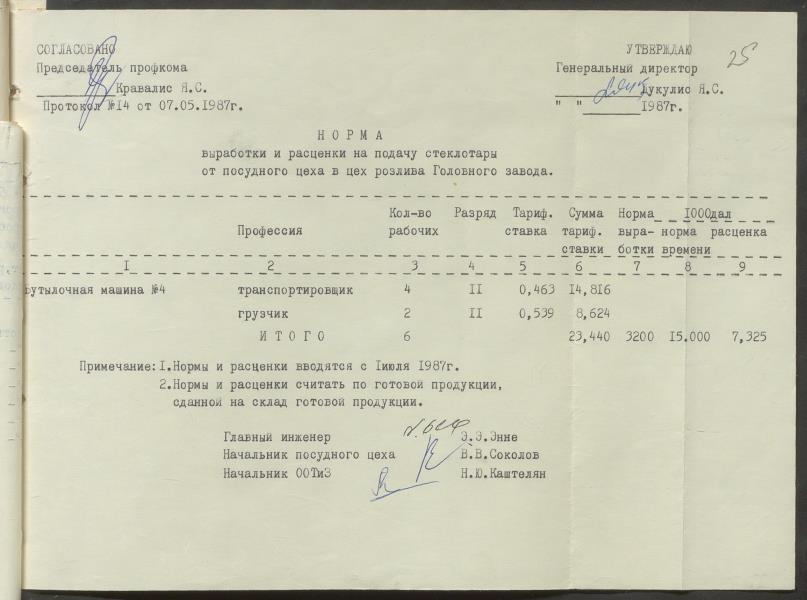 25
СОГЛАСОВАНО
Председатель профкома
Кравалис Я.С.
Протокол №14 от 07.05.1987г.
УТВЕРЖДАЮ
Генеральный директор
Цукулис Я.С.
" " 1987г.
Н О Р М А
выработки и расценки на подачу стеклотары
от посудного цеха в цех розлива Головного завода.
Профессия Кол-во рабочих Разряд Тариф. ставка Сумма тариф. ставки Норма выра- ботки 1000дал норма времени расценка
I 2 3 4 5 6 7 8 9
бутылочная машина №4 транспортировщик 4 II 0,463 14,816
грузчик 2 II 0,539 8,624
И Т О Г О 6 23,440 3200 15.000 7,325
Примечание: 1.Нормы и расценки вводятся с 1июля 1987г.
2.Нормы и расценки считать по готовой продукции,
сданной на склад готовой продукции.
Главный инженер Э.Э.Энне
Начальник посудного цеха В.В.Соколов
Начальник ООТиЗ Н.Ю.Каштелян